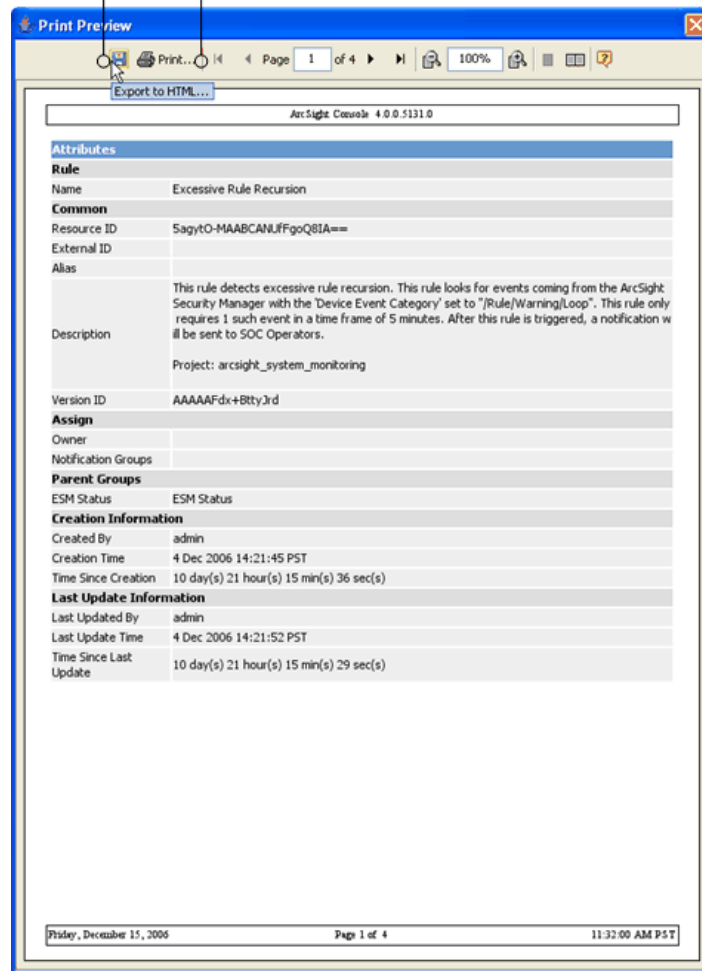 Print Preview
Print... Page 1 of 4 100%
Export to HTML...
ArcSight Console 4.0.0.5131.0
Attributes
Rule
Name Excessive Rule Recursion
Common
Resource ID 5agytO-MAABCANUfFgoQ8IA==
External ID
Alias
This rule detects excessive rule recursion. This rule looks for events coming from the ArcSight
Security Manager with the 'Device Event Category' set to "/Rule/Warning/Loop". This rule only
requires 1 such event in a time frame of 5 minutes. After this rule is triggered, a notification w
Description ill be sent to SOC Operators.
Project: arcsight_system_monitoring
Version ID AAAAAFdx+BttyJrd
Assign
Owner
Notification Groups
Parent Groups
ESM Status ESM Status
Creation Information
Created By admin
Creation Time 4 Dec 2006 14:21:45 PST
Time Since Creation 10 day(s) 21 hour(s) 15 min(s) 36 sec(s)
Last Update Information
Last Updated By admin
Last Update Time 4 Dec 2006 14:21:52 PST
Time Since Last
Update 10 day(s) 21 hour(s) 15 min(s) 29 sec(s)
Friday, December 15, 2006 Page 1 of 4 11:32:00 AM PST